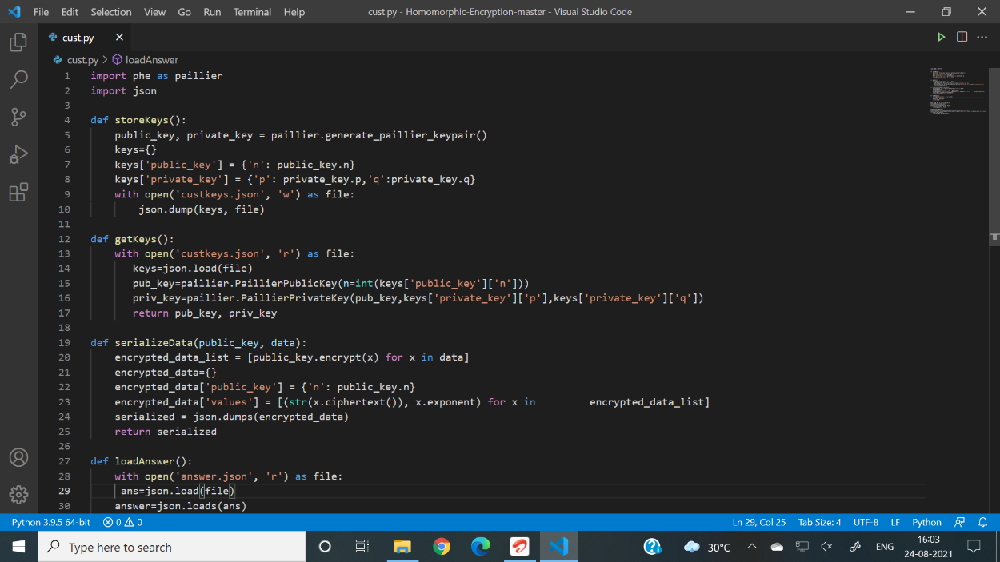 File Edit Selection View Go Run Terminal Help cust.py - Homomorphic-Encryption-master - Visual Studio Code
cust.py
cust.py > loadAnswer
1 import phe as paillier
2 import json
3
4 def storeKeys():
5     public_key, private_key = paillier.generate_paillier_keypair()
6     keys={}
7     keys['public_key'] = {'n': public_key.n}
8     keys['private_key'] = {'p': private_key.p,'q':private_key.q}
9     with open('custkeys.json', 'w') as file:
10         json.dump(keys, file)
11
12 def getKeys():
13     with open('custkeys.json', 'r') as file:
14        keys=json.load(file)
15        pub_key=paillier.PaillierPublicKey(n=int(keys['public_key']['n']))
16        priv_key=paillier.PaillierPrivateKey(pub_key,keys['private_key']['p'],keys['private_key']['q'])
17        return pub_key, priv_key
18
19 def serializeData(public_key, data):
20     encrypted_data_list = [public_key.encrypt(x) for x in data]
21     encrypted_data={}
22     encrypted_data['public_key'] = {'n': public_key.n}
23     encrypted_data['values'] = [(str(x.ciphertext()), x.exponent) for x in         encrypted_data_list]
24     serialized = json.dumps(encrypted_data)
25     return serialized
26
27 def loadAnswer():
28     with open('answer.json', 'r') as file:
29      ans=json.load(file)
30     answer=json.loads(ans)
Python 3.9.5 64-bit 0 0 Ln 29, Col 25 Tab Size: 4 UTF-8 LF Python
Type here to search 30°C ENG 16:03
24-08-2021